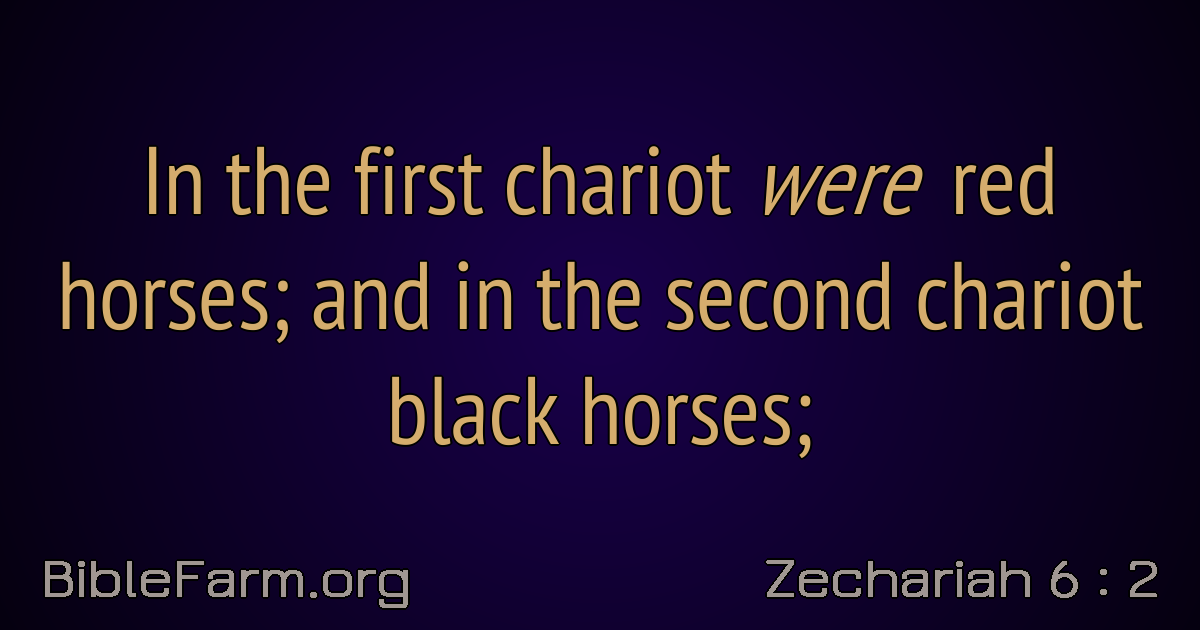 In the first chariot were red
horses; and in the second chariot
black horses;
BibleFarm.org
Zechariah 6 : 2